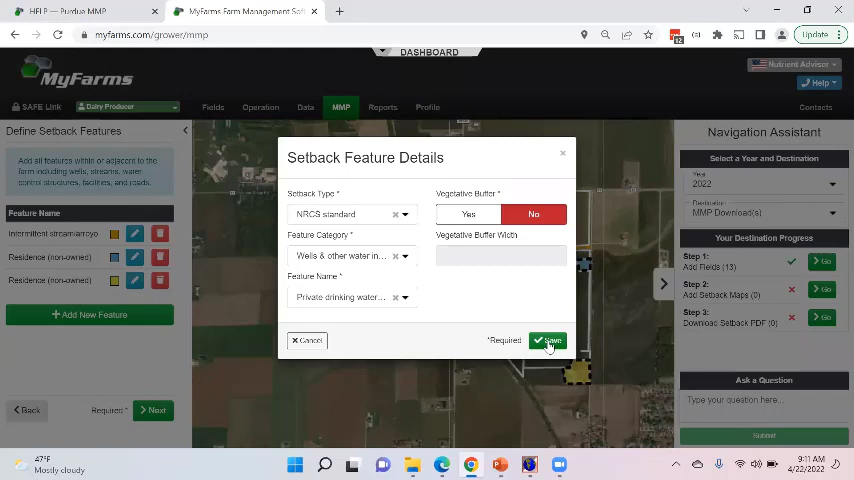 HELP — Purdue MMP
MyFarms Farm Management Soft
myfarms.com/grower/mmp
Update
DASHBOARD
MyFarms
Nutrient Advisor
Help
SAFE Link
Dairy Producer
Fields
Operation
Data
MMP
Reports
Profile
Contacts
Define Setback Features
Add all features within or adjacent to the
farm including wells, streams, water
control structures, facilities, and roads.
Feature Name
Intermittent stream/arroyo
Residence (non-owned)
Residence (non-owned)
Add New Feature
Back
Required *
Next
Setback Feature Details
Setback Type *
NRCS standard
Feature Category *
Wells & other water in...
Feature Name *
Private drinking water...
Vegetative Buffer *
Yes
No
Vegetative Buffer Width
Cancel
*Required
Save
Navigation Assistant
Select a Year and Destination
Year
2022
Destination
MMP Download(s)
Your Destination Progress
Step 1:
Add Fields (13)
Go
Step 2:
Add Setback Maps (0)
Go
Step 3:
Download Setback PDF (0)
Go
Ask a Question
Type your question here...
Submit
47°F
Mostly cloudy
9:11 AM
4/22/2022